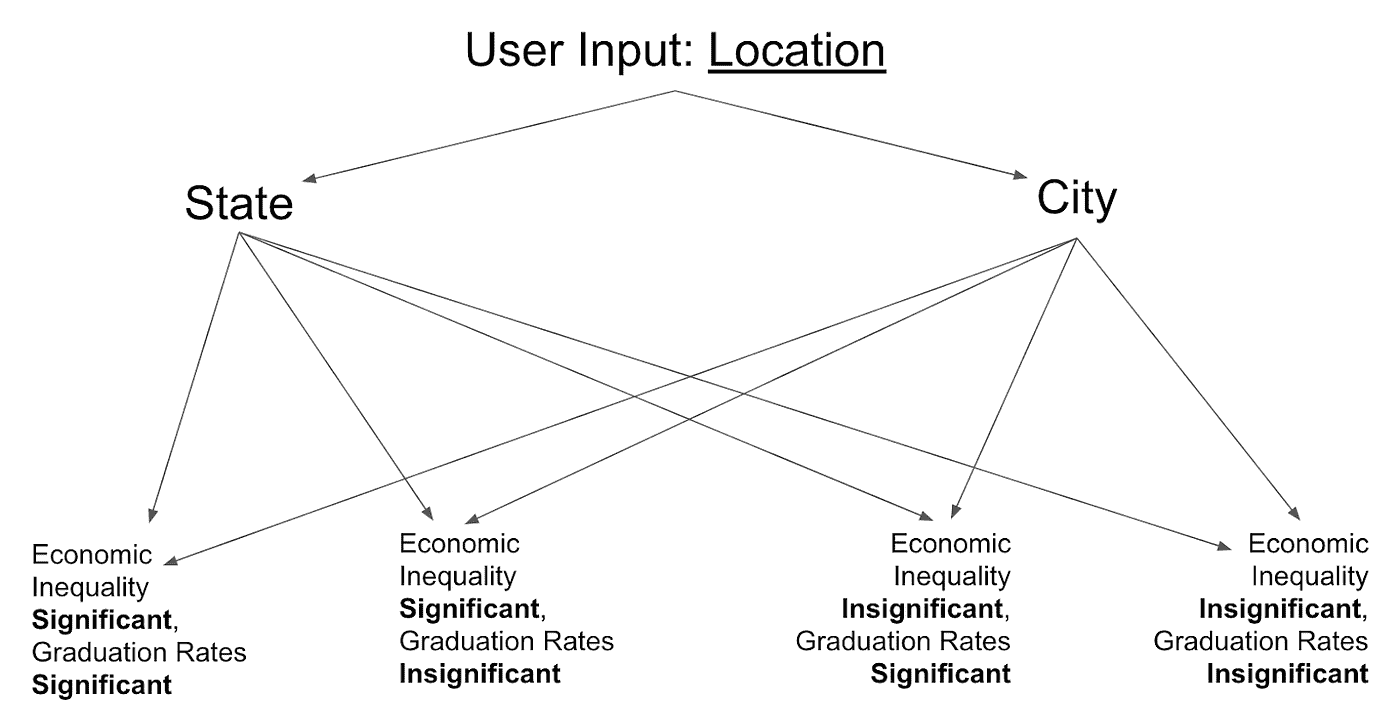 User Input: Location
State
City
Economic
Inequality
Significant,
Graduation Rates
Significant
Economic
Inequality
Significant,
Graduation Rates
Insignificant
Economic
Inequality
Insignificant,
Graduation Rates
Significant
Economic
Inequality
Insignificant,
Graduation Rates
Insignificant